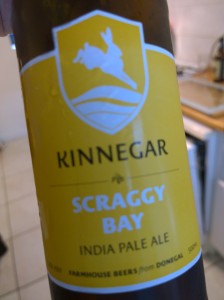 KINNEGAR
SCRAGGY
BAY
INDIA PALE ALE
FARMHOUSE BEERS from DONEGAL